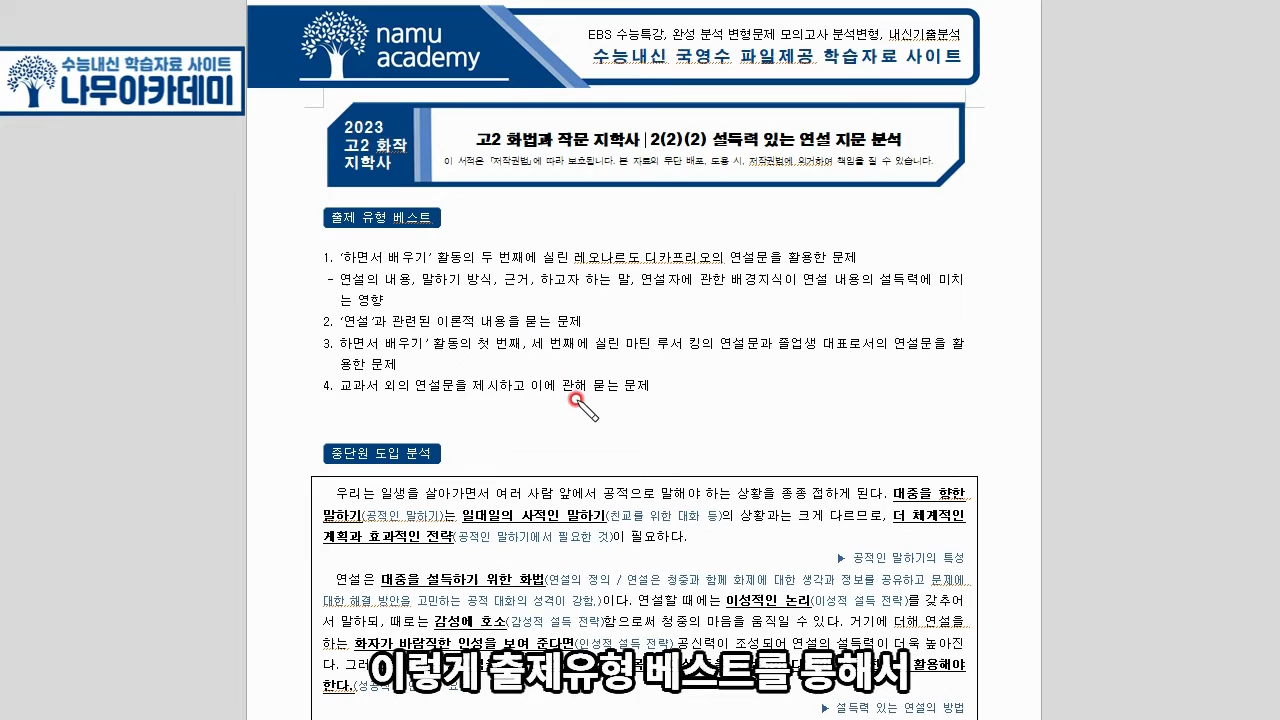 namu
academy
EBS 수능특강, 완성 분석 변형문제 모의고사 분석변형, 내신기출분석
수능내신 국영수 파일제공 학습자료 사이트
수능내신 학습자료 사이트
나무아카데미
2023
고2 화작
지학사
고2 화법과 작문 지학사 | 2(2)(2) 설득력 있는 연설 지문 분석
이 서적은 「저작권법」에 따라 보호됩니다. 본 자료의 무단 배포, 도용 시, 저작권법에 의거하여 책임을 질 수 있습니다.
출제 유형 베스트
1. ‘하면서 배우기’ 활동의 두 번째에 실린 레오나르도 디카프리오의 연설문을 활용한 문제
- 연설의 내용, 말하기 방식, 근거, 하고자 하는 말, 연설자에 관한 배경지식이 연설 내용의 설득력에 미치
는 영향
2. ‘연설’과 관련된 이론적 내용을 묻는 문제
3. 하면서 배우기’ 활동의 첫 번째, 세 번째에 실린 마틴 루서 킹의 연설문과 졸업생 대표로서의 연설문을 활
용한 문제
4. 교과서 외의 연설문을 제시하고 이에 관해 묻는 문제
중단원 도입 분석
우리는 일생을 살아가면서 여러 사람 앞에서 공적으로 말해야 하는 상황을 종종 접하게 된다. 대중을 향한
말하기(공적인 말하기)는 일대일의 사적인 말하기(친교를 위한 대화 등)의 상황과는 크게 다르므로, 더 체계적인
계획과 효과적인 전략(공적인 말하기에서 필요한 것)이 필요하다.
▶ 공적인 말하기의 특성
연설은 대중을 설득하기 위한 화법(연설의 정의 / 연설은 청중과 함께 화제에 대한 생각과 정보를 공유하고 문제에
대한 해결 방안을 고민하는 공적 대화의 성격이 강함.)이다. 연설할 때에는 이성적인 논리(이성적 설득 전략)를 갖추어
서 말하되, 때로는 감성에 호소(감성적 설득 전략)함으로써 청중의 마음을 움직일 수 있다. 거기에 더해 연설을
하는 화자가 바람직한 인성을 보여 준다면(인성적 설득 전략) 공신력이 조성되어 연설의 설득력이 더욱 높아진
다. 그러 활용해야
한다.(성공
이렇게 출제유형 베스트를 통해서
▶ 설득력 있는 연설의 방법